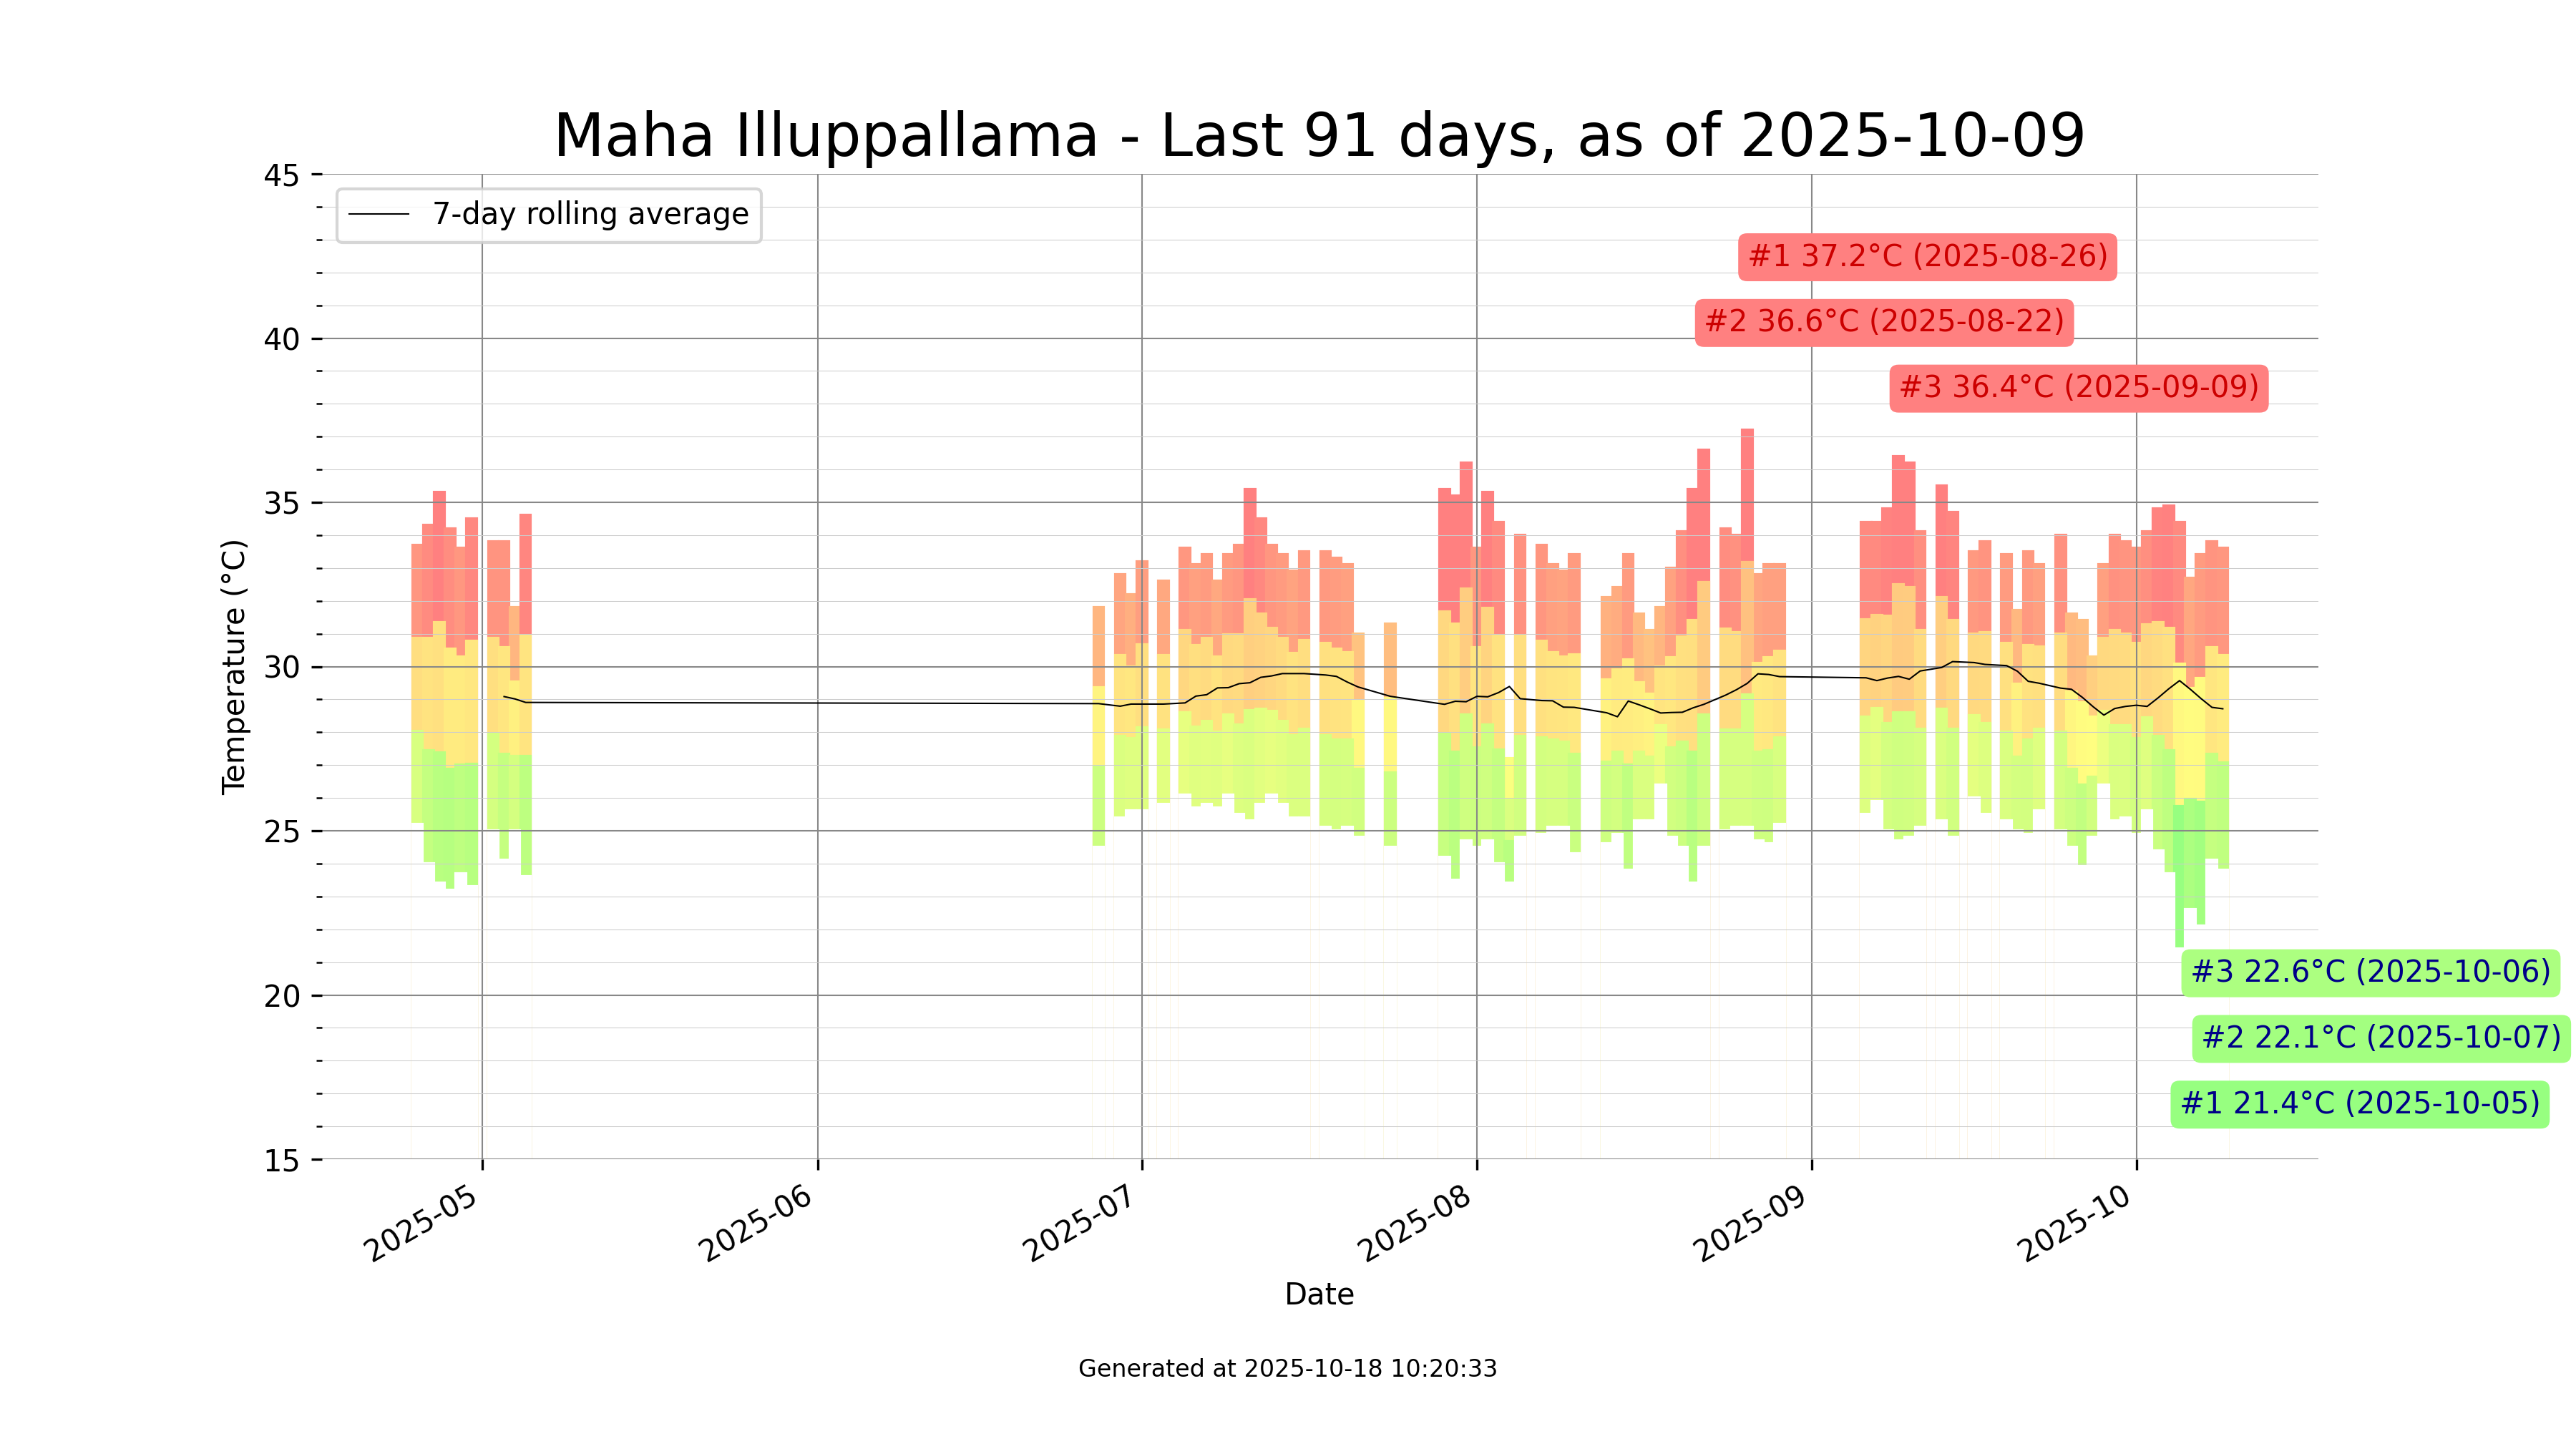 Maha Illuppallama - Last 91 days, as of 2025-10-09
45
40
35
30
25
20
15
Temperature (°C)
7-day rolling average
#1 37.2°C (2025-08-26)
#2 36.6°C (2025-08-22)
#3 36.4°C (2025-09-09)
#3 22.6°C (2025-10-06)
#2 22.1°C (2025-10-07)
#1 21.4°C (2025-10-05)
2025-05
2025-06
2025-07
2025-08
2025-09
2025-10
Date
Generated at 2025-10-18 10:20:33